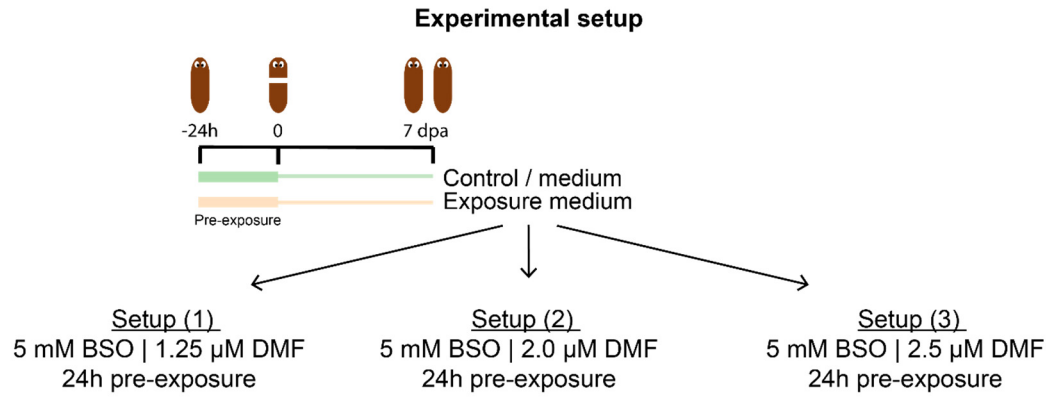 Experimental setup
-24h 0 7 dpa
Control / medium
Exposure medium
Pre-exposure
Setup (1)
5 mM BSO | 1.25 µM DMF
24h pre-exposure
Setup (2)
5 mM BSO | 2.0 µM DMF
24h pre-exposure
Setup (3)
5 mM BSO | 2.5 µM DMF
24h pre-exposure